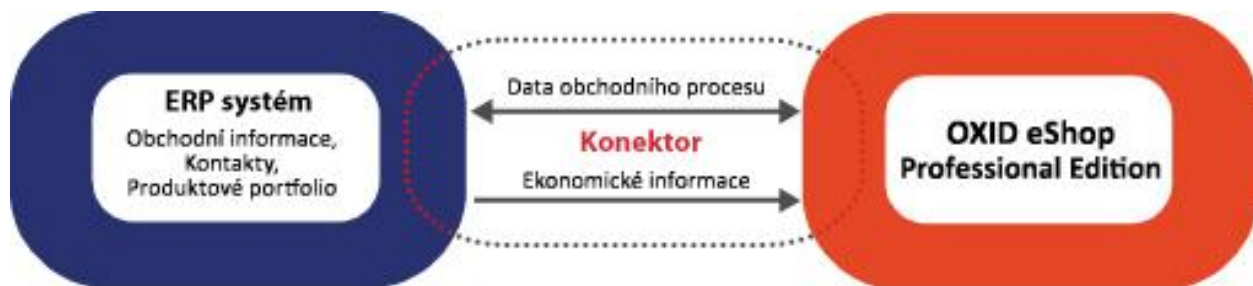 ERP systém
Obchodní informace,
Kontakty,
Produktové portfolio
Data obchodního procesu
Konektor
Ekonomické informace
OXID eShop
Professional Edition